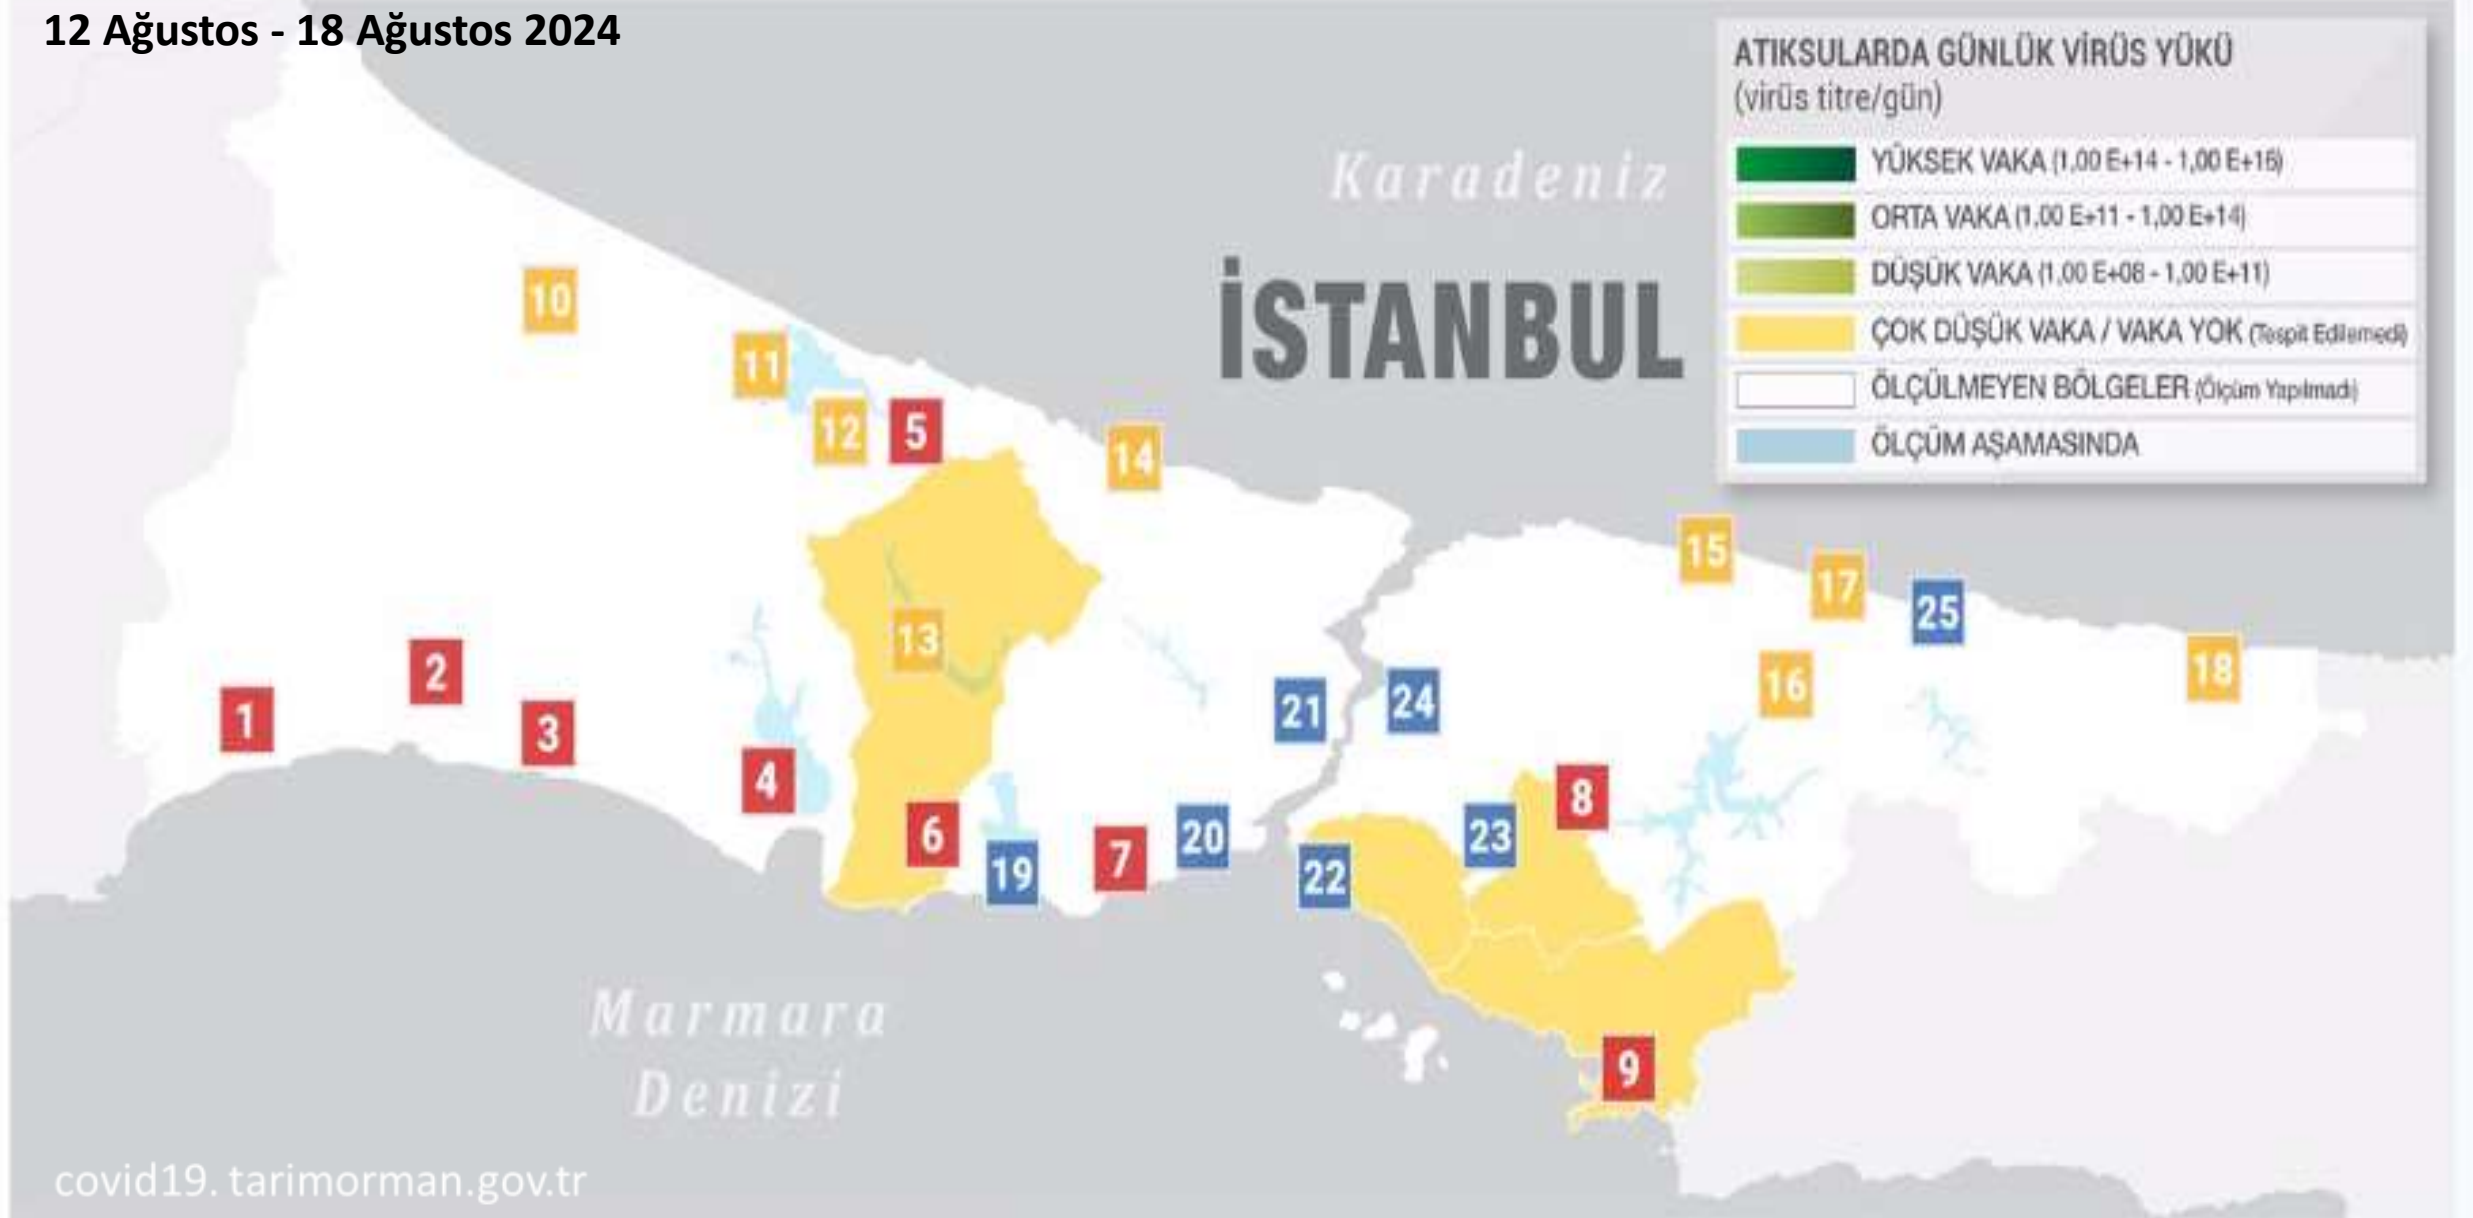 12 Ağustos - 18 Ağustos 2024
ATIKSULARDA GÜNLÜK VİRÜS YÜKÜ
(virüs titre/gün)
YÜKSEK VAKA (1,00 E+14 - 1,00 E+16)
ORTA VAKA (1,00 E+11 - 1,00 E+14)
DÜŞÜK VAKA (1,00 E+08 - 1,00 E+11)
ÇOK DÜŞÜK VAKA / VAKA YOK (Tespit Edilemedi)
ÖLÇÜLMEYEN BÖLGELER (Ölçüm Yapılmadı)
ÖLÇÜM AŞAMASINDA
Karadeniz
İSTANBUL
10
11
12
5
14
15
17
25
13
2
1
3
21
24
16
18
4
6
19
7
20
22
23
8
9
Marmara
Denizi
covid19. tarimorman.gov.tr